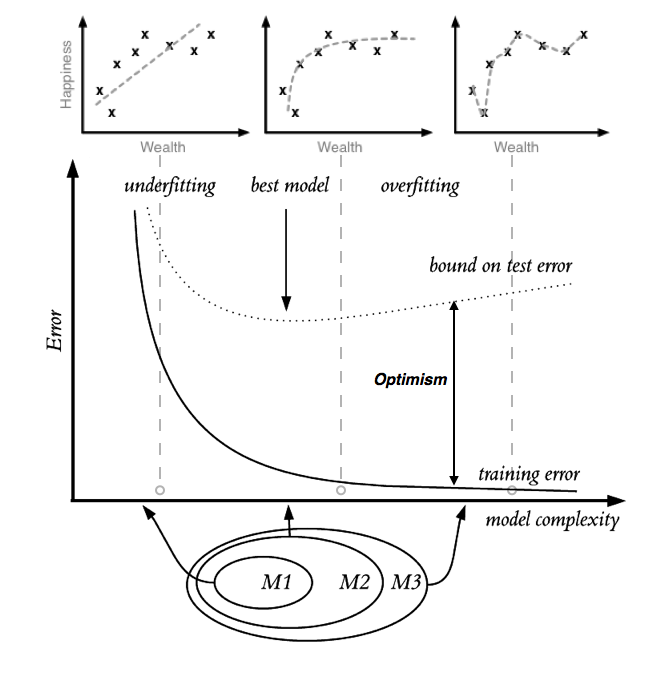 Happiness
Wealth
Wealth
Wealth
underfitting
best model
overfitting
bound on test error
Error
Optimism
training error
model complexity
M1
M2
M3